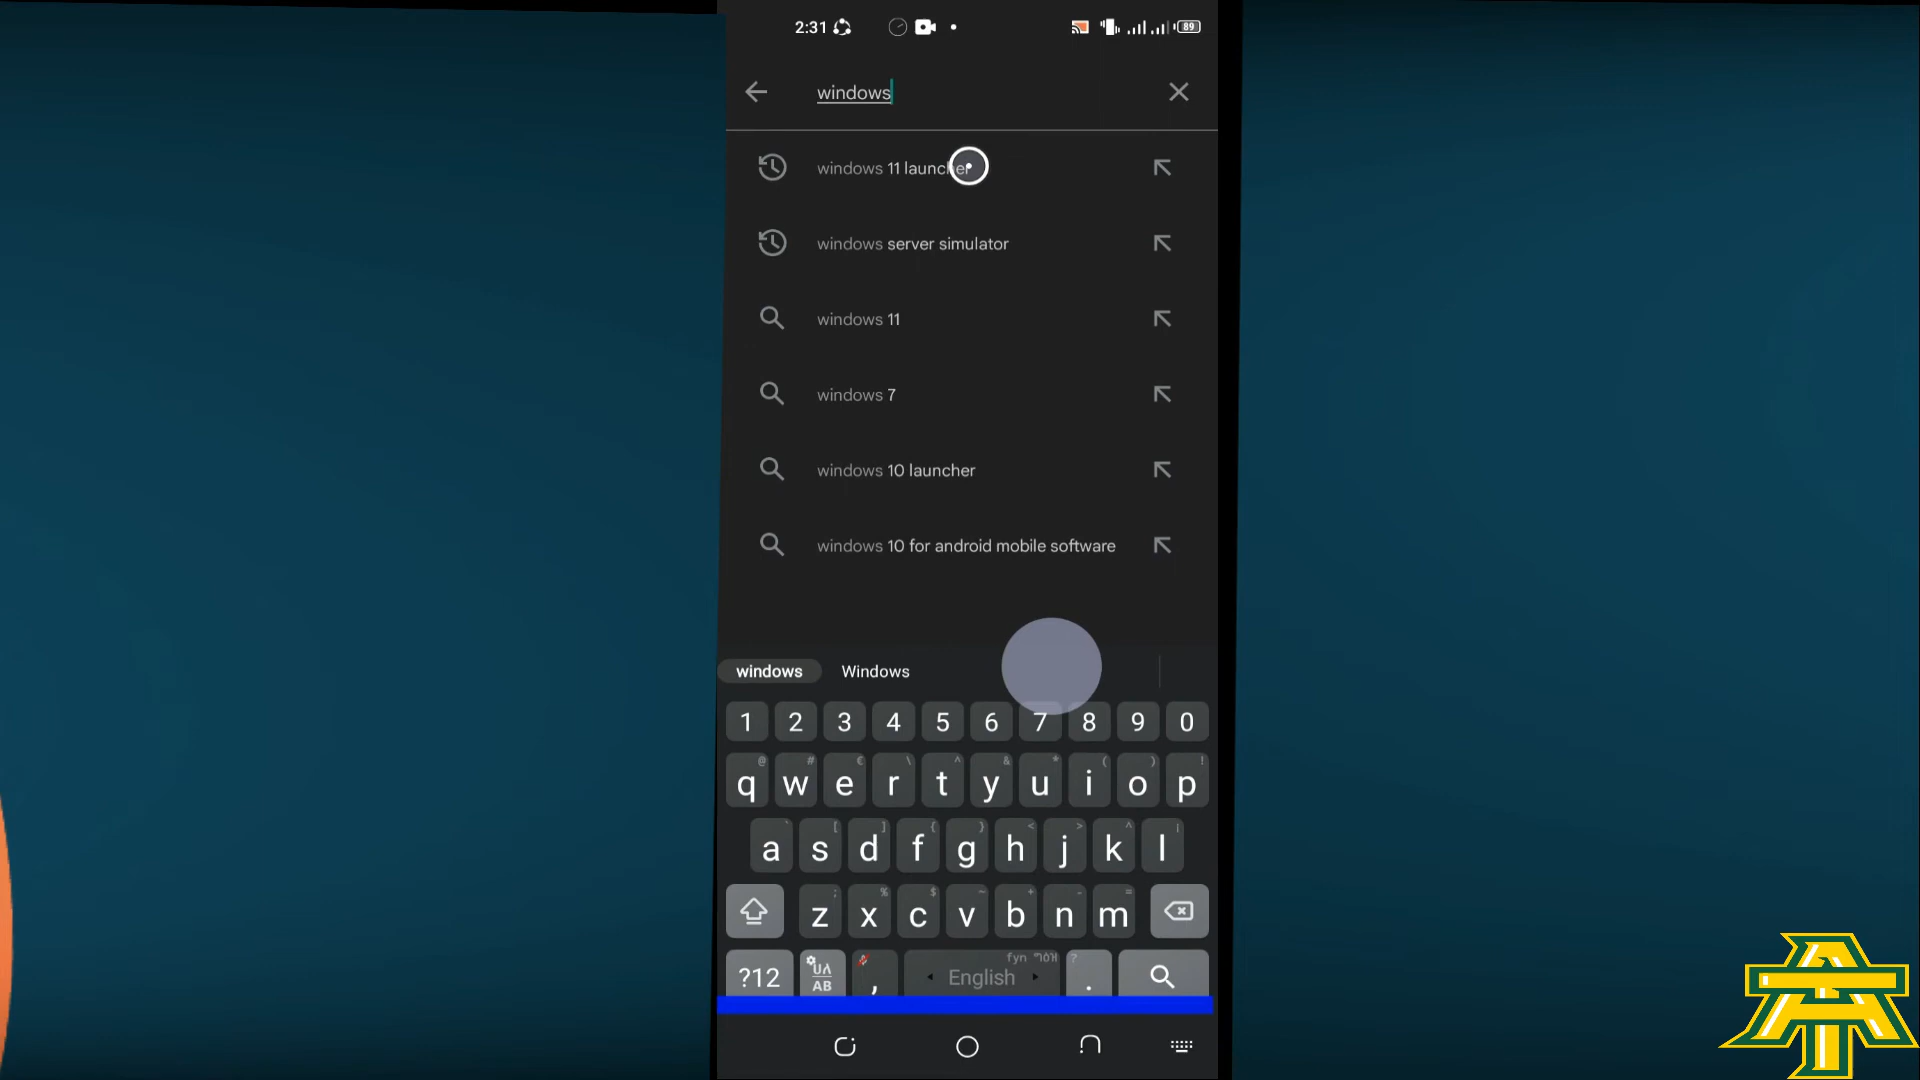 2:31 89
windows
windows 11 launcher
windows server simulator
windows 11
windows 7
windows 10 launcher
windows 10 for android mobile software
windows Windows
1 2 3 4 5 6 7 8 9 0
q w e r t y u i o p
a s d f g h j k l
z x c v b n m
?12 , English .